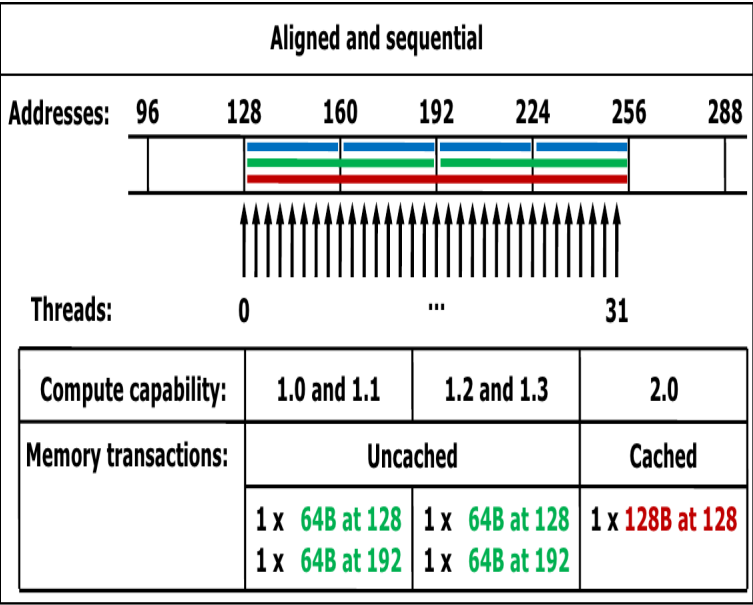 Aligned and sequential
Addresses: 96 128 160 192 224 256 288
Threads: 0 ... 31
Compute capability: 1.0 and 1.1 1.2 and 1.3 2.0
Memory transactions: Uncached Cached
1 x 64B at 128 1 x 64B at 128 1 x 128B at 128
1 x 64B at 192 1 x 64B at 192